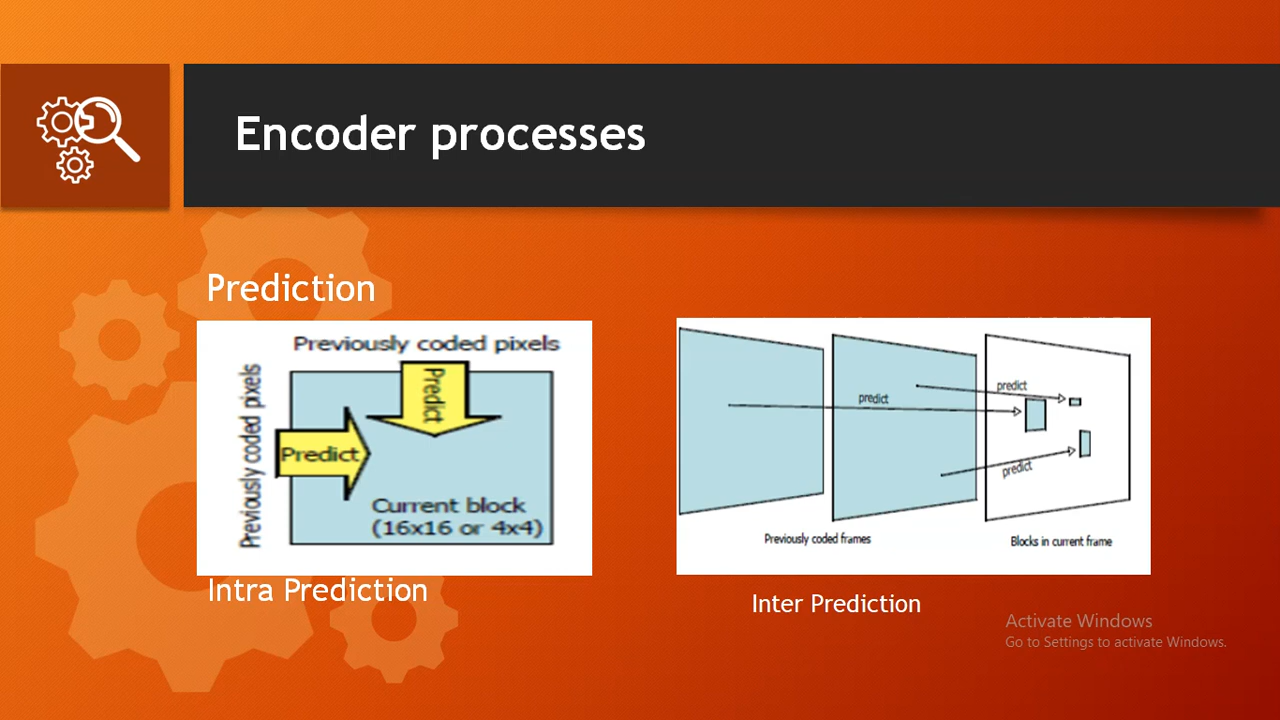 Encoder processes
Prediction
Previously coded pixels
Previously coded pixels
Predict
Predict
Current block
(16x16 or 4x4)
Intra Prediction
predict
predict
predict
Previously coded frames
Blocks in current frame
Inter Prediction
Activate Windows
Go to Settings to activate Windows.